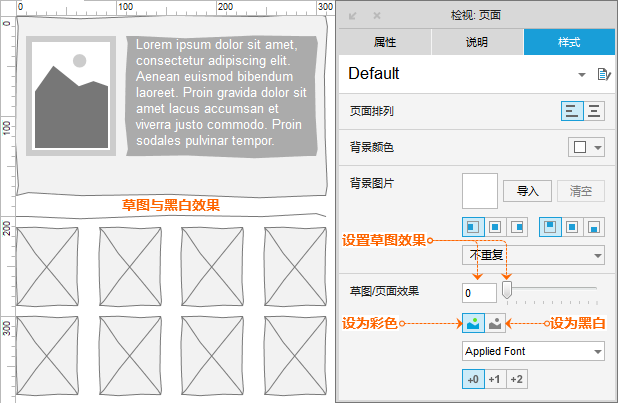 0
100
200
300
0
100
200
300
Lorem ipsum dolor sit amet,
consectetur adipiscing elit.
Aenean euismod bibendum
laoreet. Proin gravida dolor sit
amet lacus accumsan et
viverra justo commodo. Proin
sodales pulvinar tempor.
草图与黑白效果
检视: 页面
属性
说明
样式
Default
页面排列
背景颜色
背景图片
导入
清空
设置草图效果
不重复
草图/页面效果
0
设为彩色
设为黑白
Applied Font
+0
+1
+2